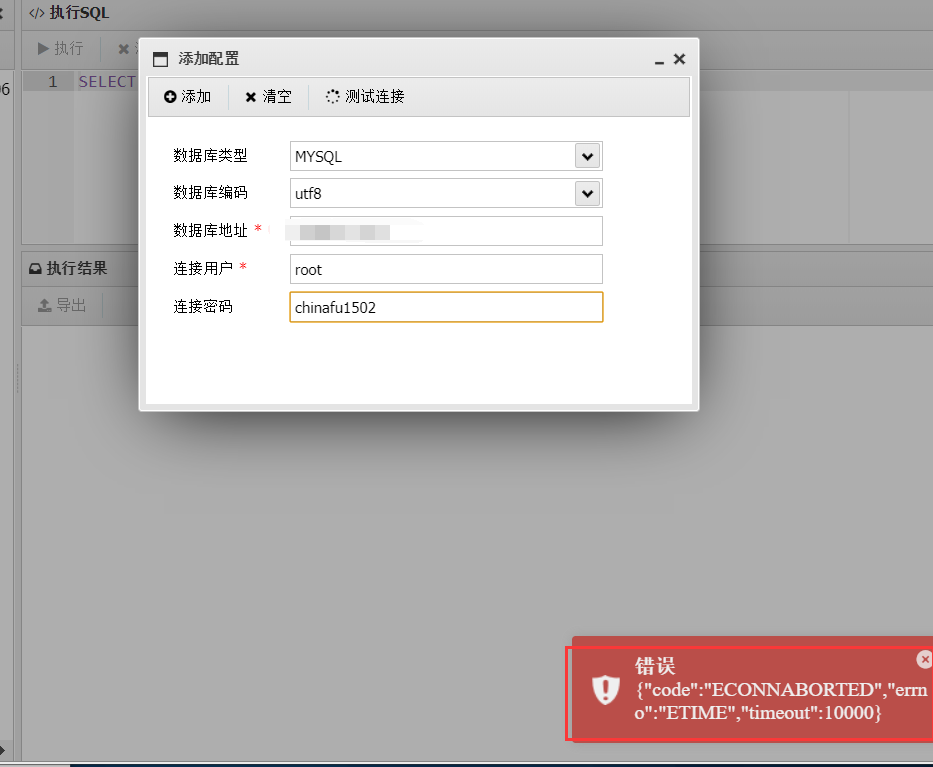 </> 执行SQL
执行
添加配置
1 SELECT
添加 清空 测试连接
数据库类型 MYSQL
数据库编码 utf8
数据库地址 *
连接用户 * root
连接密码 chinafu1502
执行结果
导出
错误
{"code":"ECONNABORTED","errn
o":"ETIME","timeout":10000}